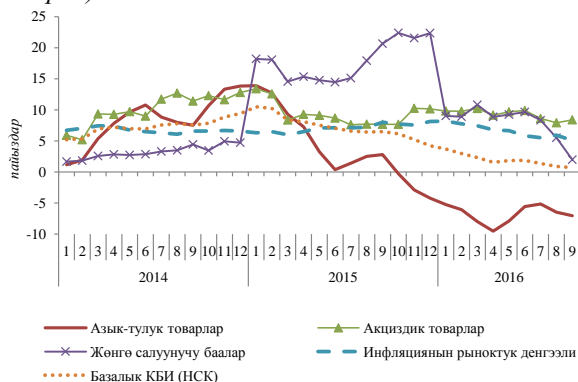 25
20
15
10
5
0
-5
-10
пайыздар
1 2 3 4 5 6 7 8 9 10 11 12 1 2 3 4 5 6 7 8 9 10 11 12 1 2 3 4 5 6 7 8 9
2014 2015 2016
Азык-тулук товарлар Акциздик товарлар
Жөнгө салуунучу баалар Инфляциянын рыноктук денгээли
Базалык КБИ (НСК)